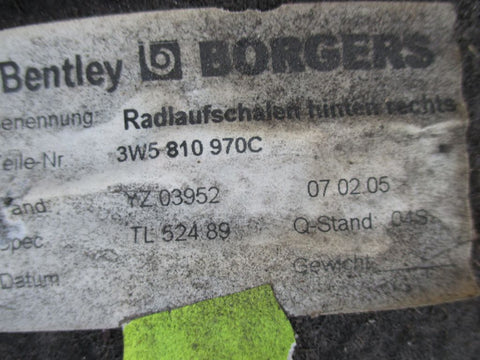 Bentley BORGERS
enennung: Radlaufschalen hinten rechts
eile-Nr. 3W5 810 970C
and YZ 03952 07.02.05
Spec TL 524 89 Q-Stand 04S
Datum Gewicht